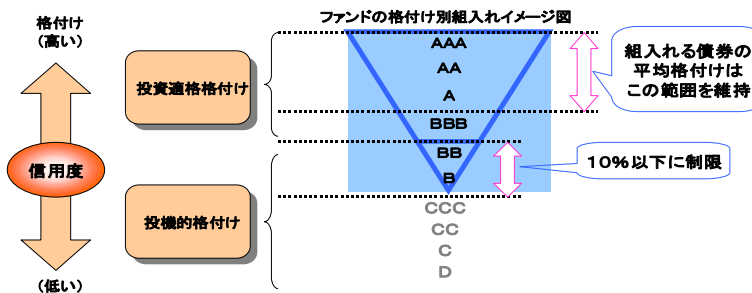 ファンドの格付け別組入れイメージ図
格付け
(高い)
信用度
(低い)
投資適格格付け
投機的格付け
AAA
AA
A
BBB
BB
B
CCC
CC
C
D
組入れる債券の
平均格付けは
この範囲を維持
10%以下に制限